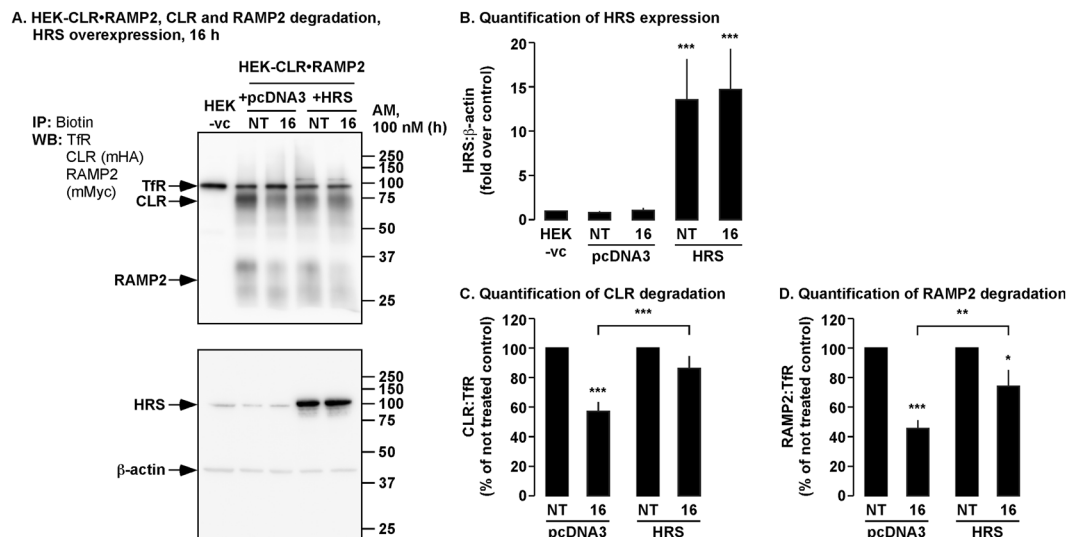 A. HEK-CLR•RAMP2, CLR and RAMP2 degradation,
HRS overexpression, 16 h
HEK-CLR•RAMP2
HEK
-vc
+pcDNA3 +HRS
NT 16 NT 16
AM,
100 nM (h)
IP: Biotin
WB: TfR
CLR (mHA)
RAMP2
(mMyc)
TfR
CLR
RAMP2
250
150
100
75
50
37
25
HRS
β-actin
250
150
100
75
50
37
25
B. Quantification of HRS expression
HRS:β-actin
(fold over control)
20
15
10
5
0
*** ***
HEK
-vc
NT 16 NT 16
pcDNA3 HRS
C. Quantification of CLR degradation
CLR:TfR
(% of not treated control)
120
100
80
60
40
20
0
***
***
NT 16 NT 16
pcDNA3 HRS
D. Quantification of RAMP2 degradation
RAMP2:TfR
(% of not treated control)
120
100
80
60
40
20
0
**
***
*
NT 16 NT 16
pcDNA3 HRS